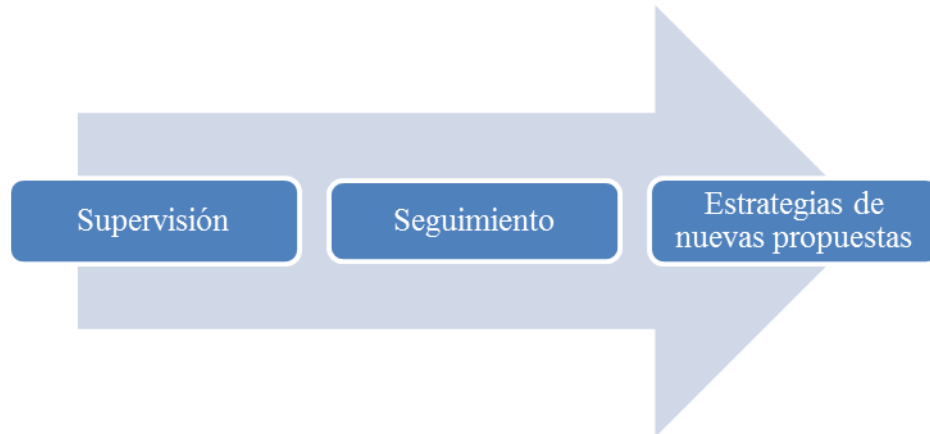 Supervisión
Seguimiento
Estrategias de
nuevas propuestas